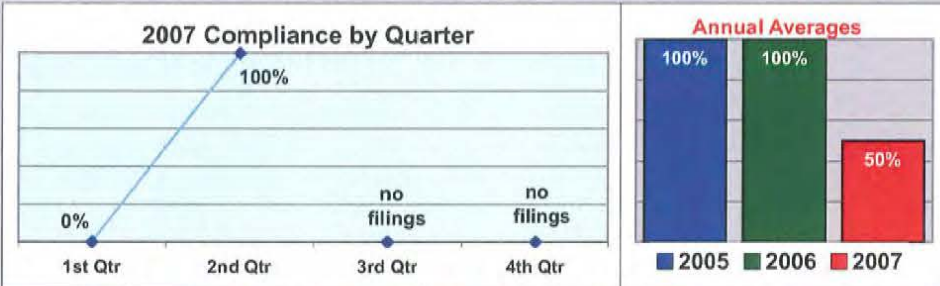 2007 Compliance by Quarter
100%
0%
no
filings
no
filings
1st Qtr 2nd Qtr 3rd Qtr 4th Qtr
Annual Averages
100% 100%
50%
2005 2006 2007